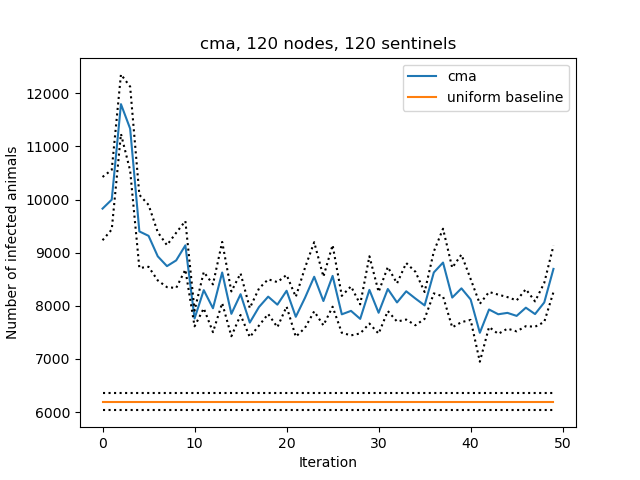 cma, 120 nodes, 120 sentinels
cma
uniform baseline
Number of infected animals
12000
11000
10000
9000
8000
7000
6000
0 10 20 30 40 50
Iteration